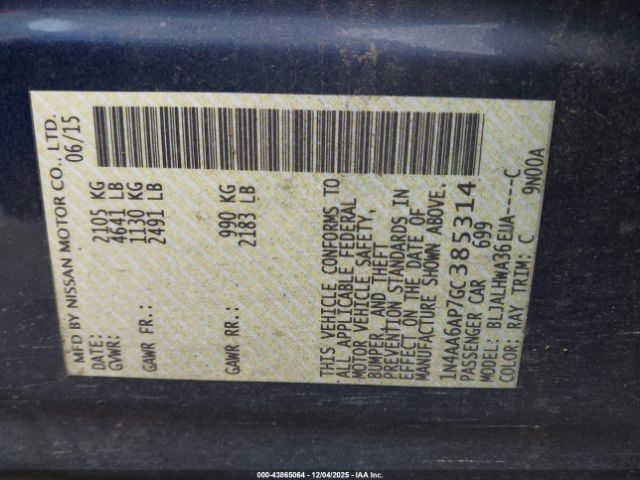 MFD BY NISSAN MOTOR CO., LTD.
DATE: 06/15
GVWR: 2105 KG
4641 LB
GAWR FR.: 1130 KG
2491 LB
GAWR RR.: 990 KG
2183 LB
THIS VEHICLE CONFORMS TO
ALL APPLICABLE FEDERAL
MOTOR VEHICLE SAFETY,
BUMPER, AND THEFT
PREVENTION STANDARDS IN
EFFECT ON THE DATE OF
MANUFACTURE SHOWN ABOVE.
1N4AA6AP7GC385314
PASSENGER CAR 699
MODEL: BLJALHWA36EUA----C
COLOR: RAY TRIM: C 9N00A
000-43865064 - 12/04/2025 - IAA Inc.